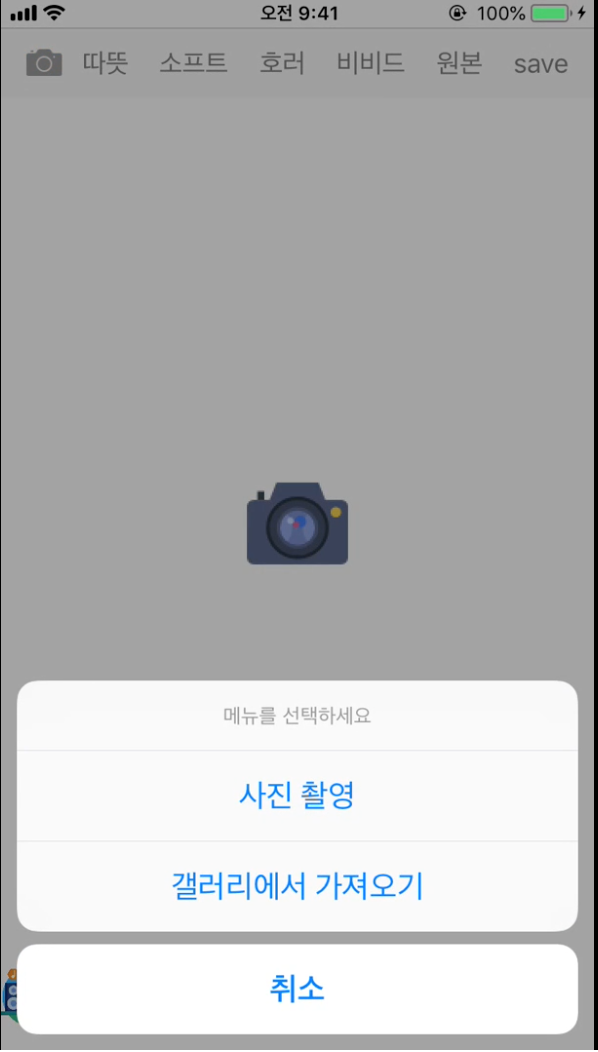 오전 9:41 100%
따뜻 소프트 호러 비비드 원본 save
메뉴를 선택하세요
사진 촬영
갤러리에서 가져오기
취소